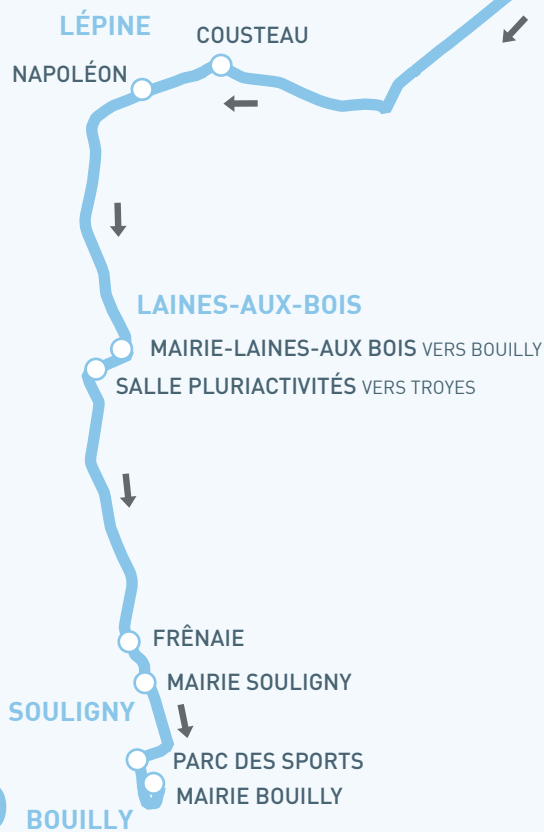 LÉPINE
COUSTEAU
NAPOLÉON
LAINES-AUX-BOIS
MAIRIE-LAINES-AUX BOIS VERS BOUILLY
SALLE PLURIACTIVITÉS VERS TROYES
FRÊNAIE
MAIRIE SOULIGNY
SOULIGNY
PARC DES SPORTS
MAIRIE BOUILLY
BOUILLY